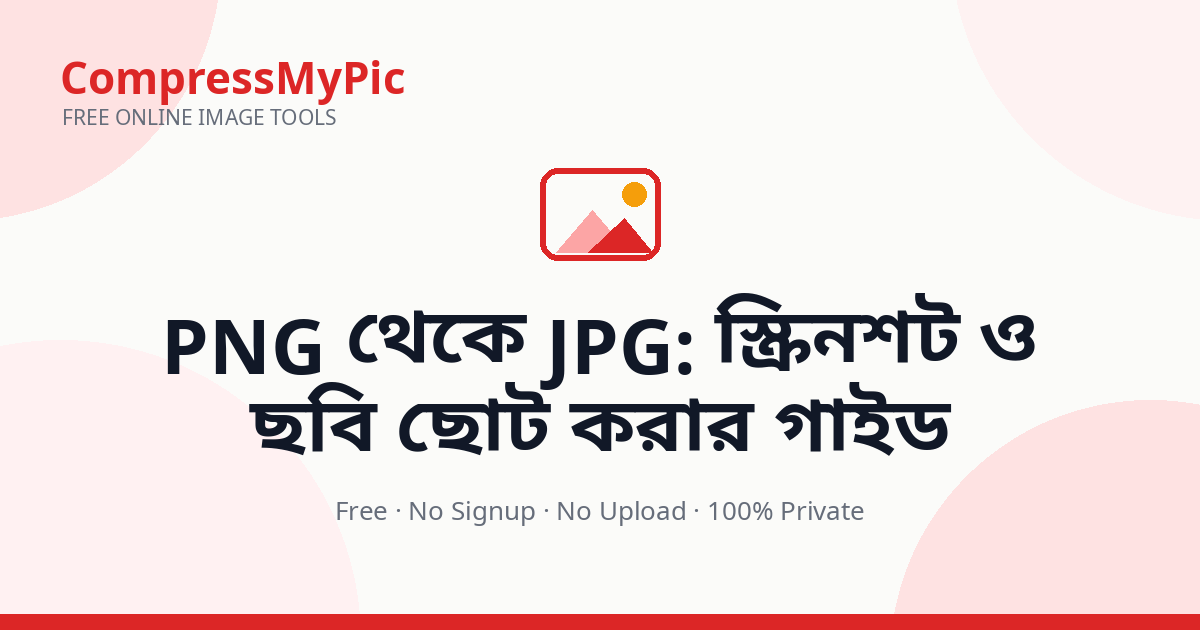 CompressMyPic
FREE ONLINE IMAGE TOOLS
PNG থেকে JPG: স্ক্রিনশট ও
ছবি ছোট করার গাইড
Free · No Signup · No Upload · 100% Private